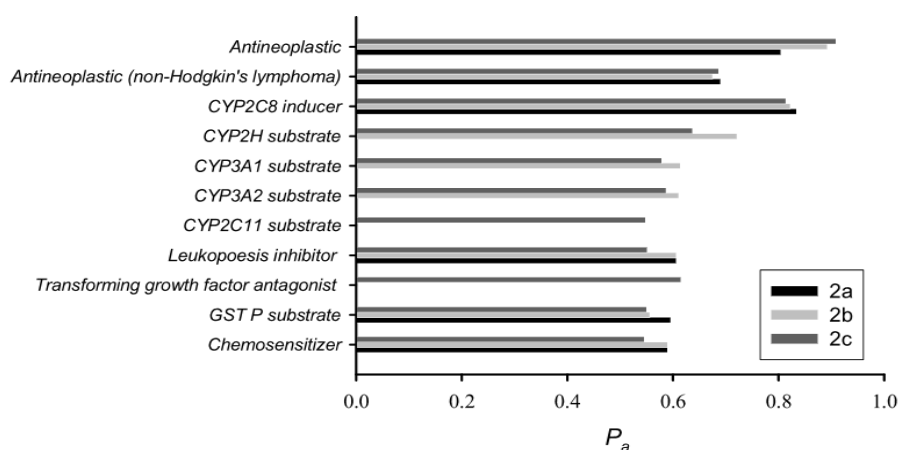 Antineoplastic
Antineoplastic (non-Hodgkin's lymphoma)
CYP2C8 inducer
CYP2H substrate
CYP3A1 substrate
CYP3A2 substrate
CYP2C11 substrate
Leukopoesis inhibitor
Transforming growth factor antagonist
GST P substrate
Chemosensitizer
2a
2b
2c
0.0 0.2 0.4 0.6 0.8 1.0
Pa